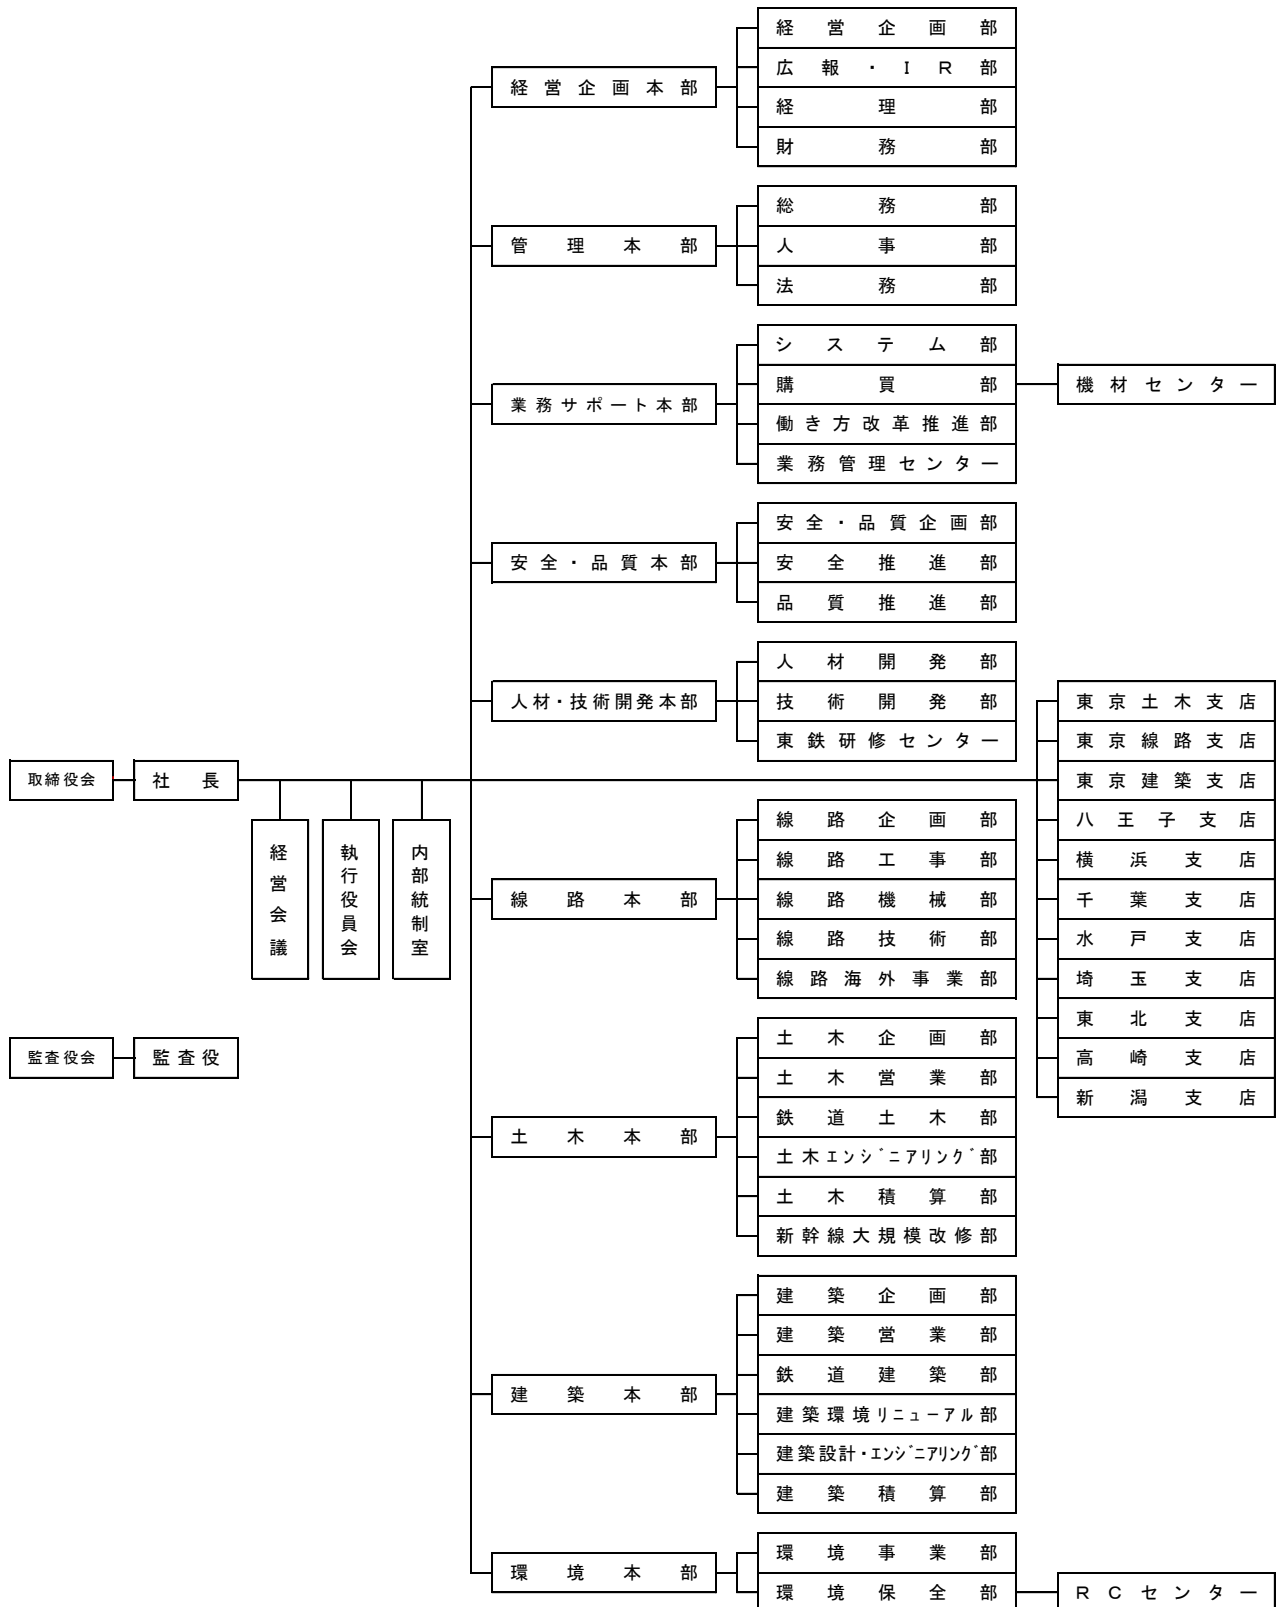 取締役会
社長
経営会議
執行役員会
内部統制室
監査役会
監査役
経営企画本部
経営企画部
広報・IR部
経理部
財務部
管理本部
総務部
人事部
法務部
業務サポート本部
システム部
購買部
機材センター
働き方改革推進部
業務管理センター
安全・品質本部
安全・品質企画部
安全推進部
品質推進部
人材・技術開発本部
人材開発部
技術開発部
東鉄研修センター
線路本部
線路企画部
線路工事部
線路機械部
線路技術部
線路海外事業部
土木本部
土木企画部
土木営業部
鉄道土木部
土木エンジニアリング部
土木積算部
新幹線大規模改修部
建築本部
建築企画部
建築営業部
鉄道建築部
建築環境リニューアル部
建築設計・エンジニアリング部
建築積算部
環境本部
環境事業部
環境保全部
RCセンター
東京土木支店
東京線路支店
東京建築支店
八王子支店
横浜支店
千葉支店
水戸支店
埼玉支店
東北支店
高崎支店
新潟支店